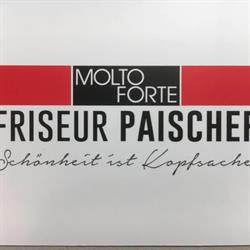 MOLTO
FORTE
FRISEUR PAISCHER
Schönheit ist Kopfsache